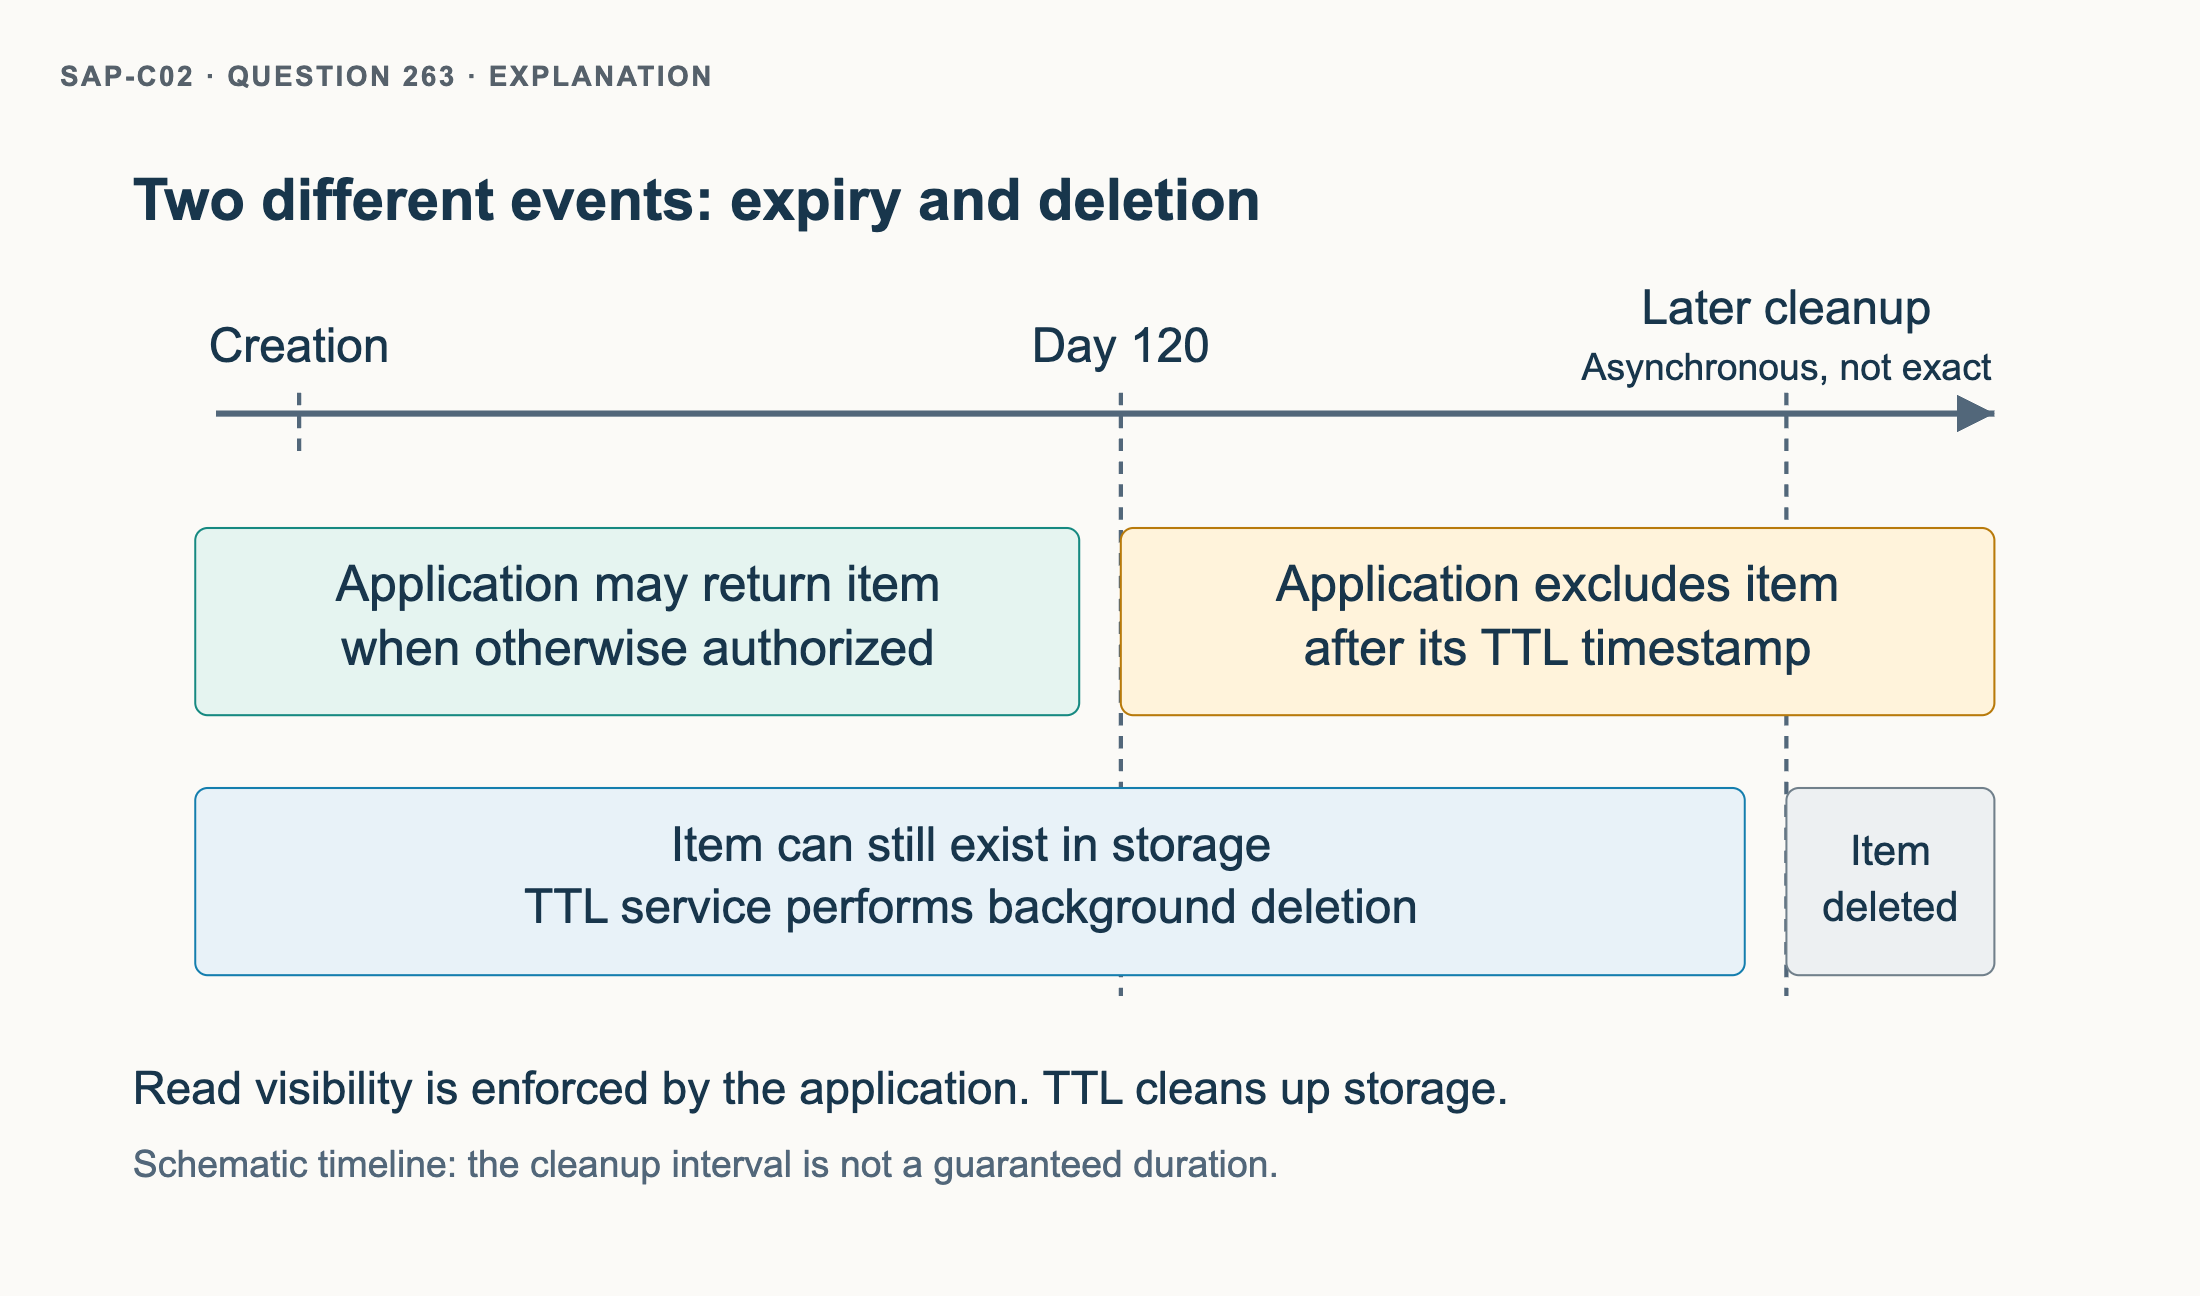 SAP-C02 · QUESTION 263 · EXPLANATION
Two different events: expiry and deletion
Creation
Day 120
Later cleanup
Asynchronous, not exact
Application may return item
when otherwise authorized
Application excludes item
after its TTL timestamp
Item can still exist in storage
TTL service performs background deletion
Item
deleted
Read visibility is enforced by the application. TTL cleans up storage.
Schematic timeline: the cleanup interval is not a guaranteed duration.